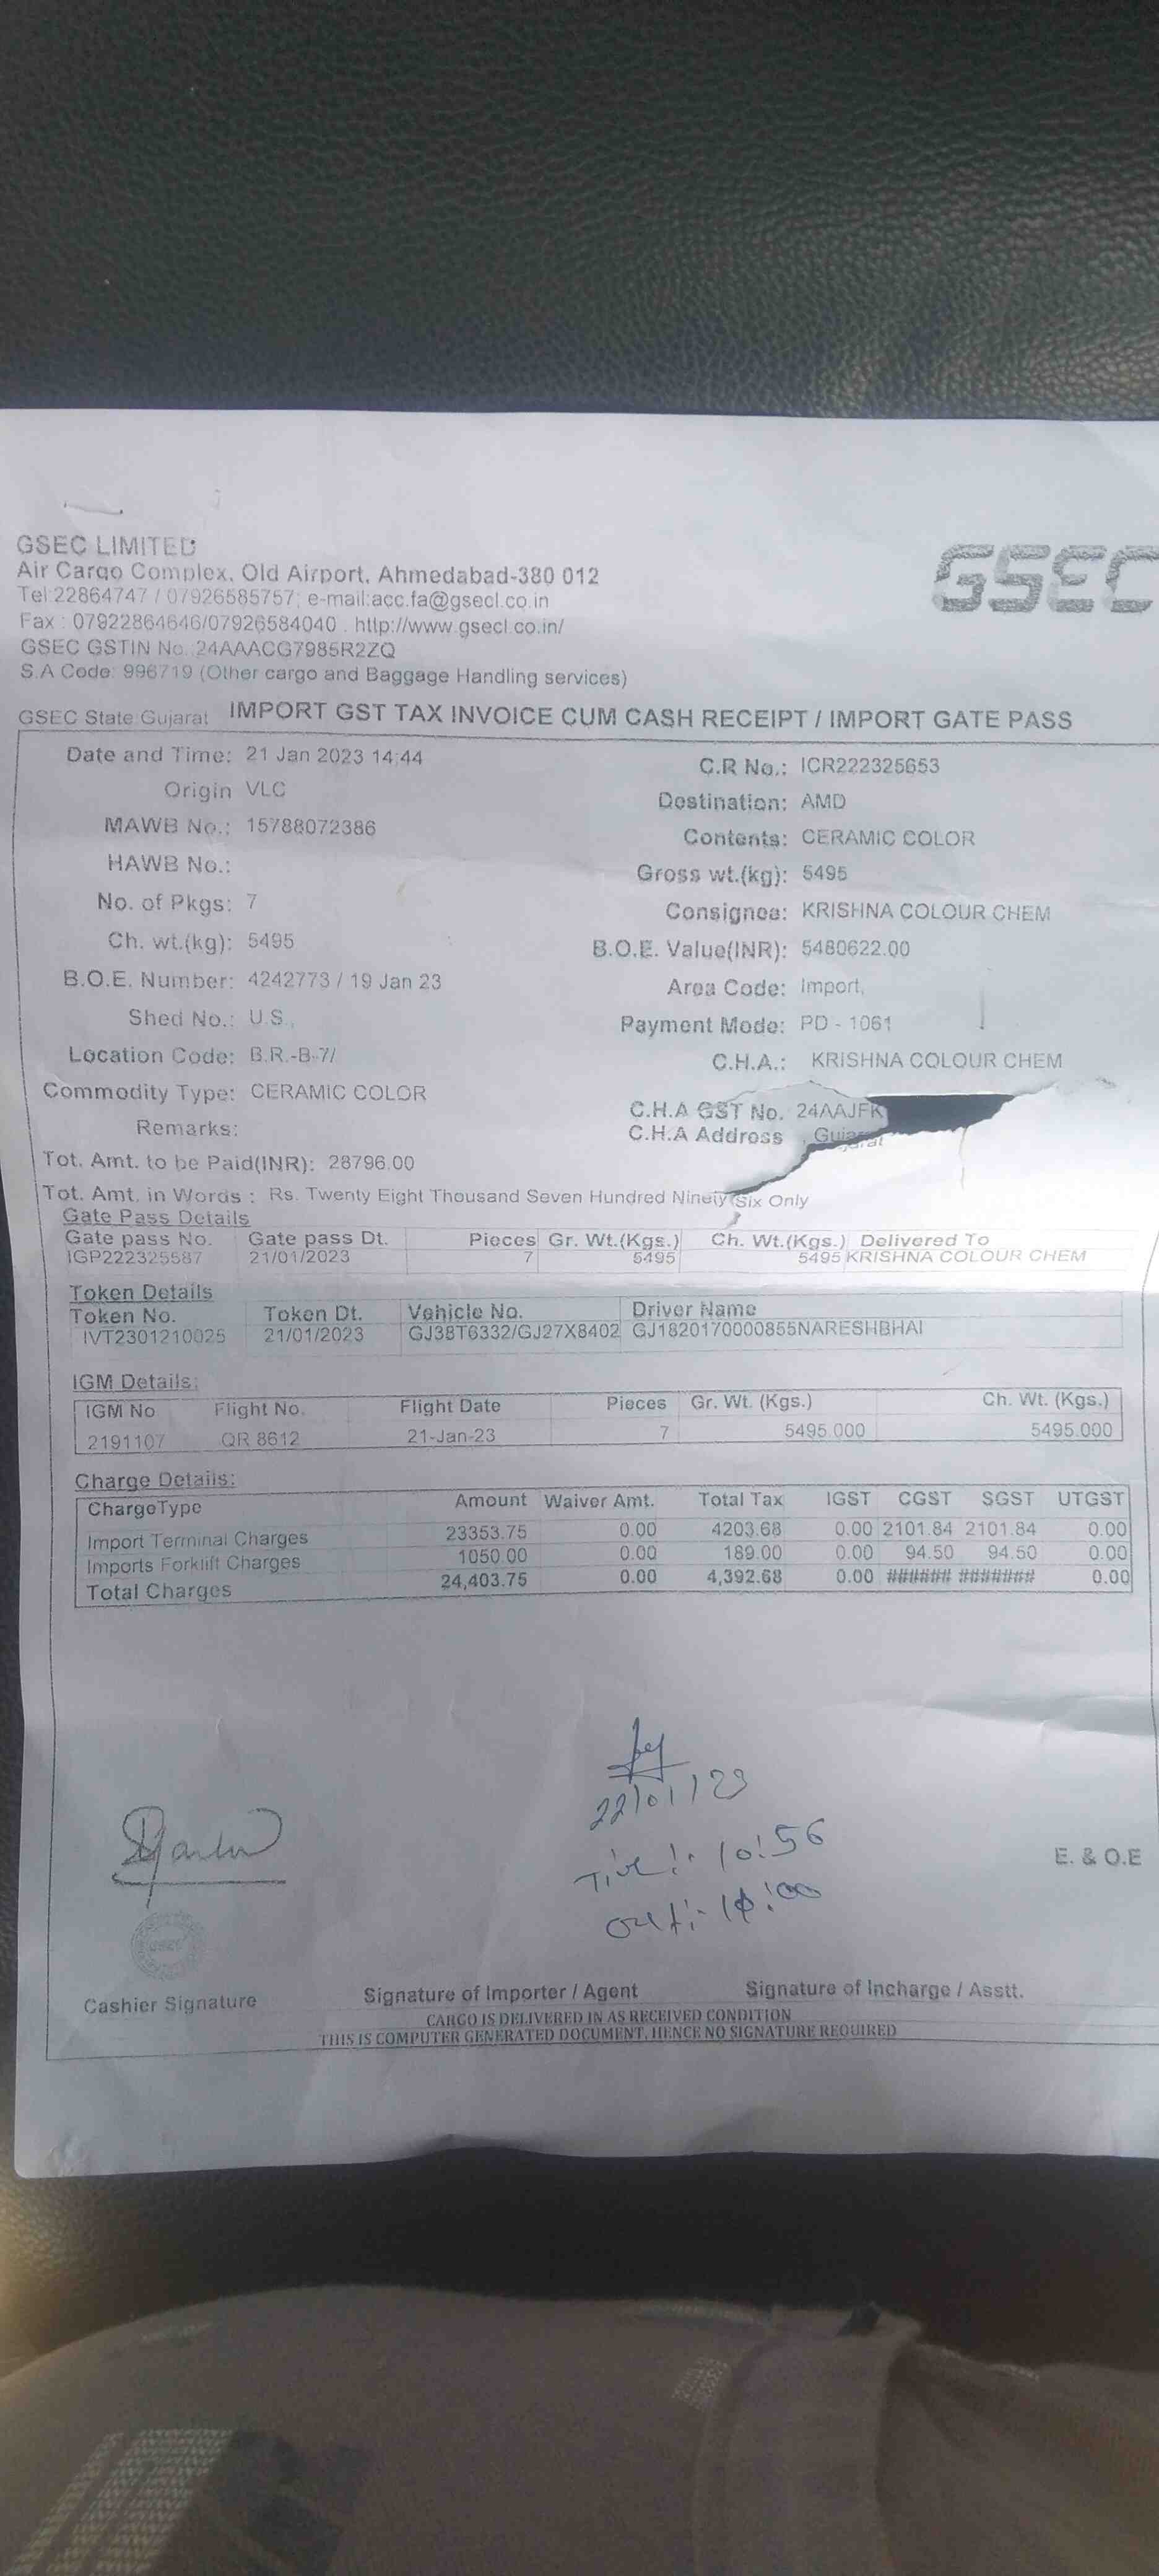 GSEC LIMITED
GSEC
Air Cargo Complex, Old Airport, Ahmedabad-380 012
Tel:22864747 / 07926585757; e-mail:acc.fa@gsecl.co.in
Fax : 07922864646/07926584040 . http://www.gsecl.co.in/
GSEC GSTIN No. 24AAACG7985R2ZQ
S.A Code: 996719 (Other cargo and Baggage Handling services)
GSEC State:Gujarat IMPORT GST TAX INVOICE CUM CASH RECEIPT / IMPORT GATE PASS
Date and Time: 21 Jan 2023 14:44 C.R No.: ICR222325653
Origin VLC Destination: AMD
MAWB No.: 15788072386 Contents: CERAMIC COLOR
HAWB No.: Gross wt.(kg): 5495
No. of Pkgs: 7 Consignee: KRISHNA COLOUR CHEM
Ch. wt.(kg): 5495 B.O.E. Value(INR): 5480622.00
B.O.E. Number: 4242773 / 19 Jan 23 Area Code: Import,
Shed No.: U.S., Payment Mode: PD - 1061
Location Code: B.R.-B-7/ C.H.A.: KRISHNA COLOUR CHEM
Commodity Type: CERAMIC COLOR C.H.A GST No. 24AAJFK
Remarks: C.H.A Address , Gujarat
Tot. Amt. to be Paid(INR): 28796.00
Tot. Amt. in Words : Rs. Twenty Eight Thousand Seven Hundred Ninety Six Only
Gate Pass Details
Gate pass No. Gate pass Dt. Pieces Gr. Wt.(Kgs.) Ch. Wt.(Kgs.) Delivered To
IGP222325587 21/01/2023 7 5495 5495 KRISHNA COLOUR CHEM
Token Details
Token No. Token Dt. Vehicle No. Driver Name
IVT2301210025 21/01/2023 GJ38T6332/GJ27X8402 GJ1820170000855NARESHBHAI
IGM Details:
IGM No Flight No. Flight Date Pieces Gr. Wt. (Kgs.) Ch. Wt. (Kgs.)
2191107 QR 8612 21-Jan-23 7 5495.000 5495.000
Charge Details:
ChargeType Amount Waiver Amt. Total Tax IGST CGST SGST UTGST
Import Terminal Charges 23353.75 0.00 4203.68 0.00 2101.84 2101.84 0.00
Imports Forklift Charges 1050.00 0.00 189.00 0.00 94.50 94.50 0.00
Total Charges 24,403.75 0.00 4,392.68 0.00 ###### ####### 0.00
22/01/23
10:56
E. & O.E
out:-
GSEC
Cashier Signature Signature of Importer / Agent Signature of Incharge / Asstt.
CARGO IS DELIVERED IN AS RECEIVED CONDITION
THIS IS COMPUTER GENERATED DOCUMENT, HENCE NO SIGNATURE REQUIRED